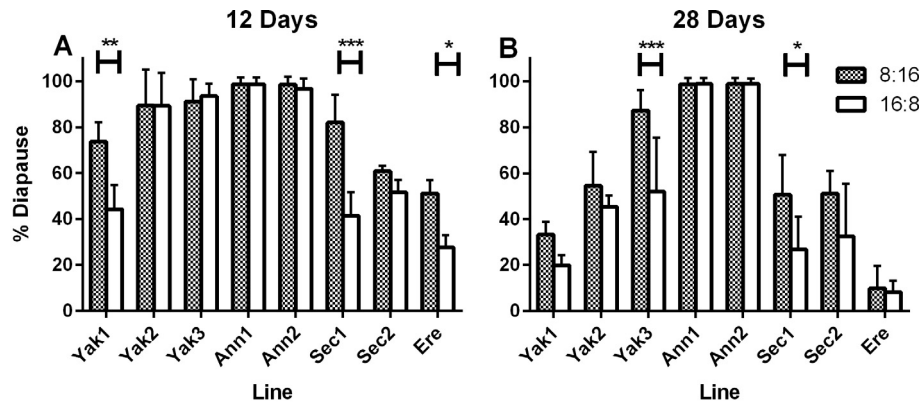 12 Days
28 Days
A
B
**
***
*
***
*
8:16
16:8
% Diapause
100
80
60
40
20
0
100
80
60
40
20
0
Yak1
Yak2
Yak3
Ann1
Ann2
Sec1
Sec2
Ere
Yak1
Yak2
Yak3
Ann1
Ann2
Sec1
Sec2
Ere
Line
Line